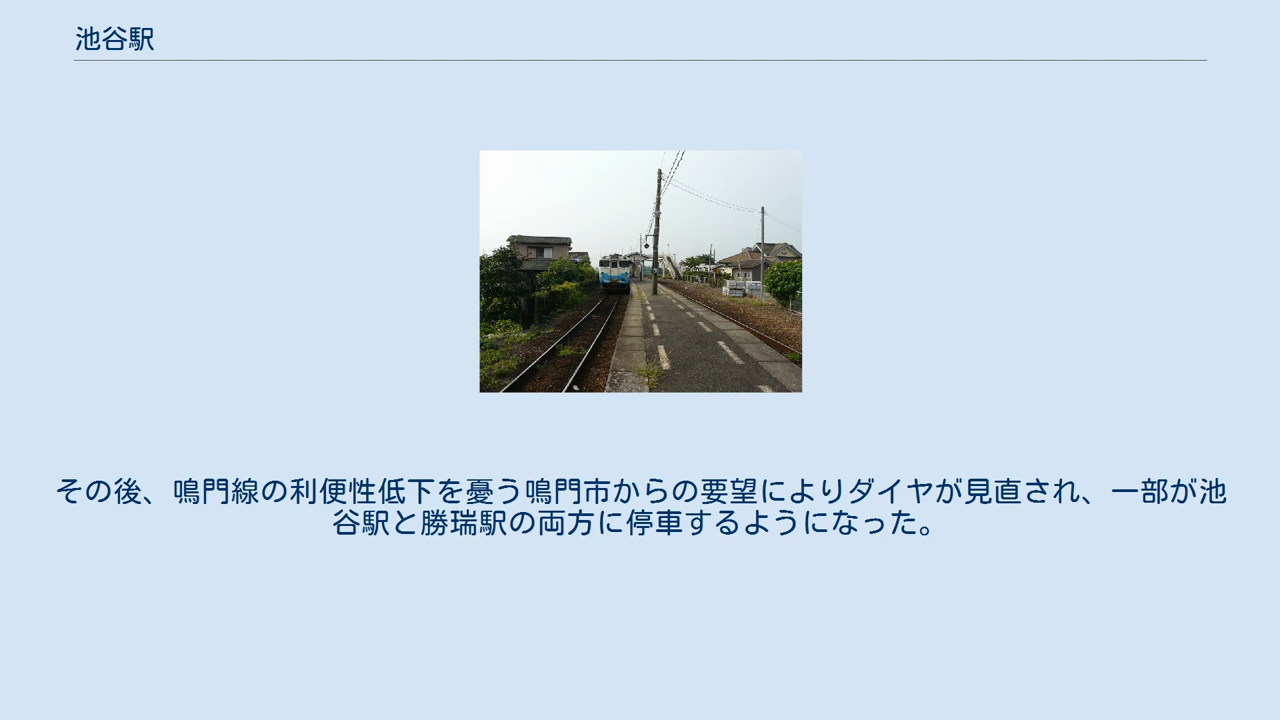 池谷駅
その後、鳴門線の利便性低下を憂う鳴門市からの要望によりダイヤが見直され、一部が池
谷駅と勝瑞駅の両方に停車するようになった。